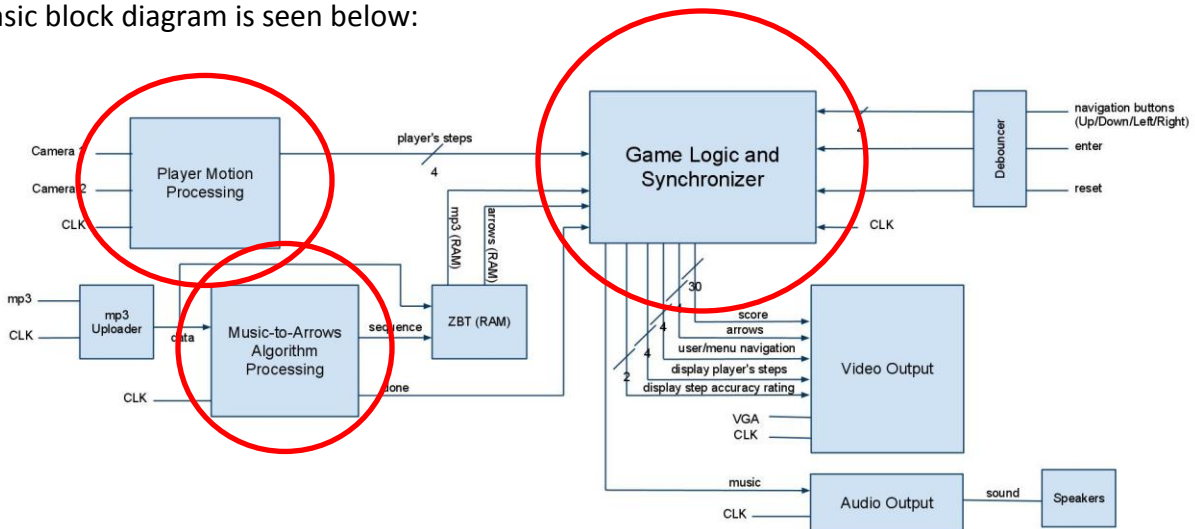 asic block diagram is seen below:
Camera
Camera 2
CLK
Player Motion
Processing
player's steps
4
mp3
CLK
mp3
Uploader
data
Music-to-Arrows
Algorithm
Processing
CLK
sequence
done
ZBT (RAM)
mp3 (RAM)
arrows (RAM)
Game Logic and
Synchronizer
Debouncer
navigation buttons
(Up/Down/Left/Right)
enter
reset
CLK
30
4
4
2
score
arrows
user/menu navigation
display player's steps
display step accuracy rating
VGA
CLK
Video Output
music
CLK
Audio Output
sound
Speakers